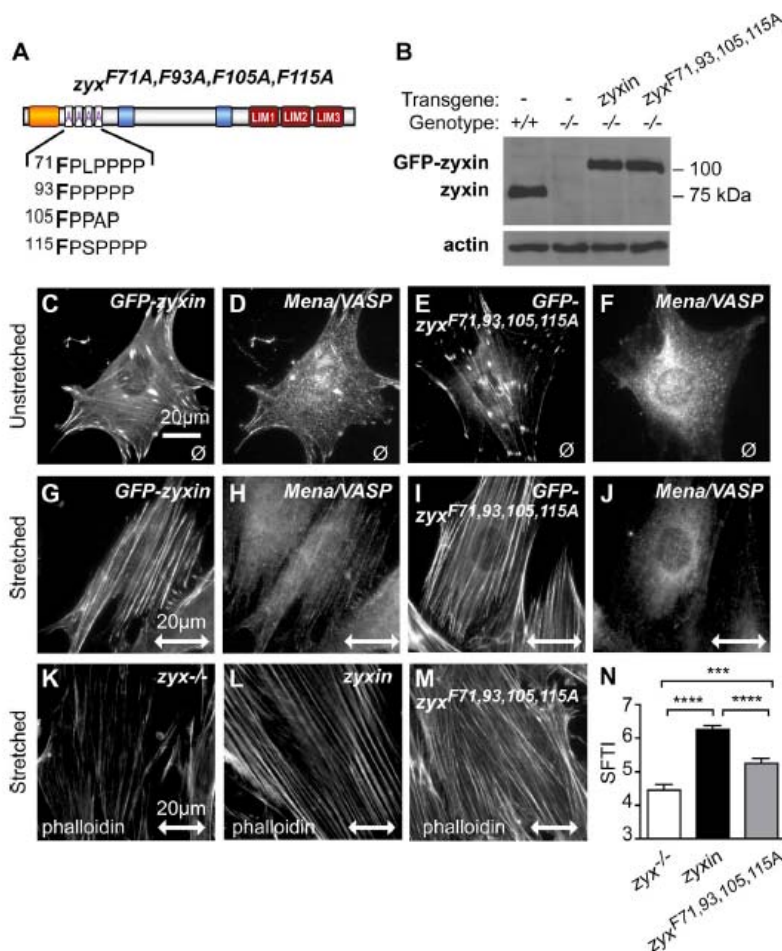 A
zyxF71A,F93A,F105A,F115A
A A A A
LIM1 LIM2 LIM3
71FPLPPPP
93FPPPPP
105FPPAP
115FPSPPPP
B
Transgene: - - zyxin zyxF71,93,105,115A
Genotype: +/+ -/- -/- -/-
GFP-zyxin
zyxin
– 100
– 75 kDa
actin
Unstretched
C GFP-zyxin
20µm
Ø
D Mena/VASP
E GFP-
zyxF71,93,105,115A
F Mena/VASP
Ø
Stretched
G GFP-zyxin
20µm
H Mena/VASP
I GFP-
zyxF71,93,105,115A
J Mena/VASP
Stretched
K zyx-/-
phalloidin
20µm
L zyxin
M
zyxF71,93,105,115A
phalloidin
N
***
**** ****
SFTI
6
5
4
3
zyx-/-
zyxin
zyxF71,93,105,115A